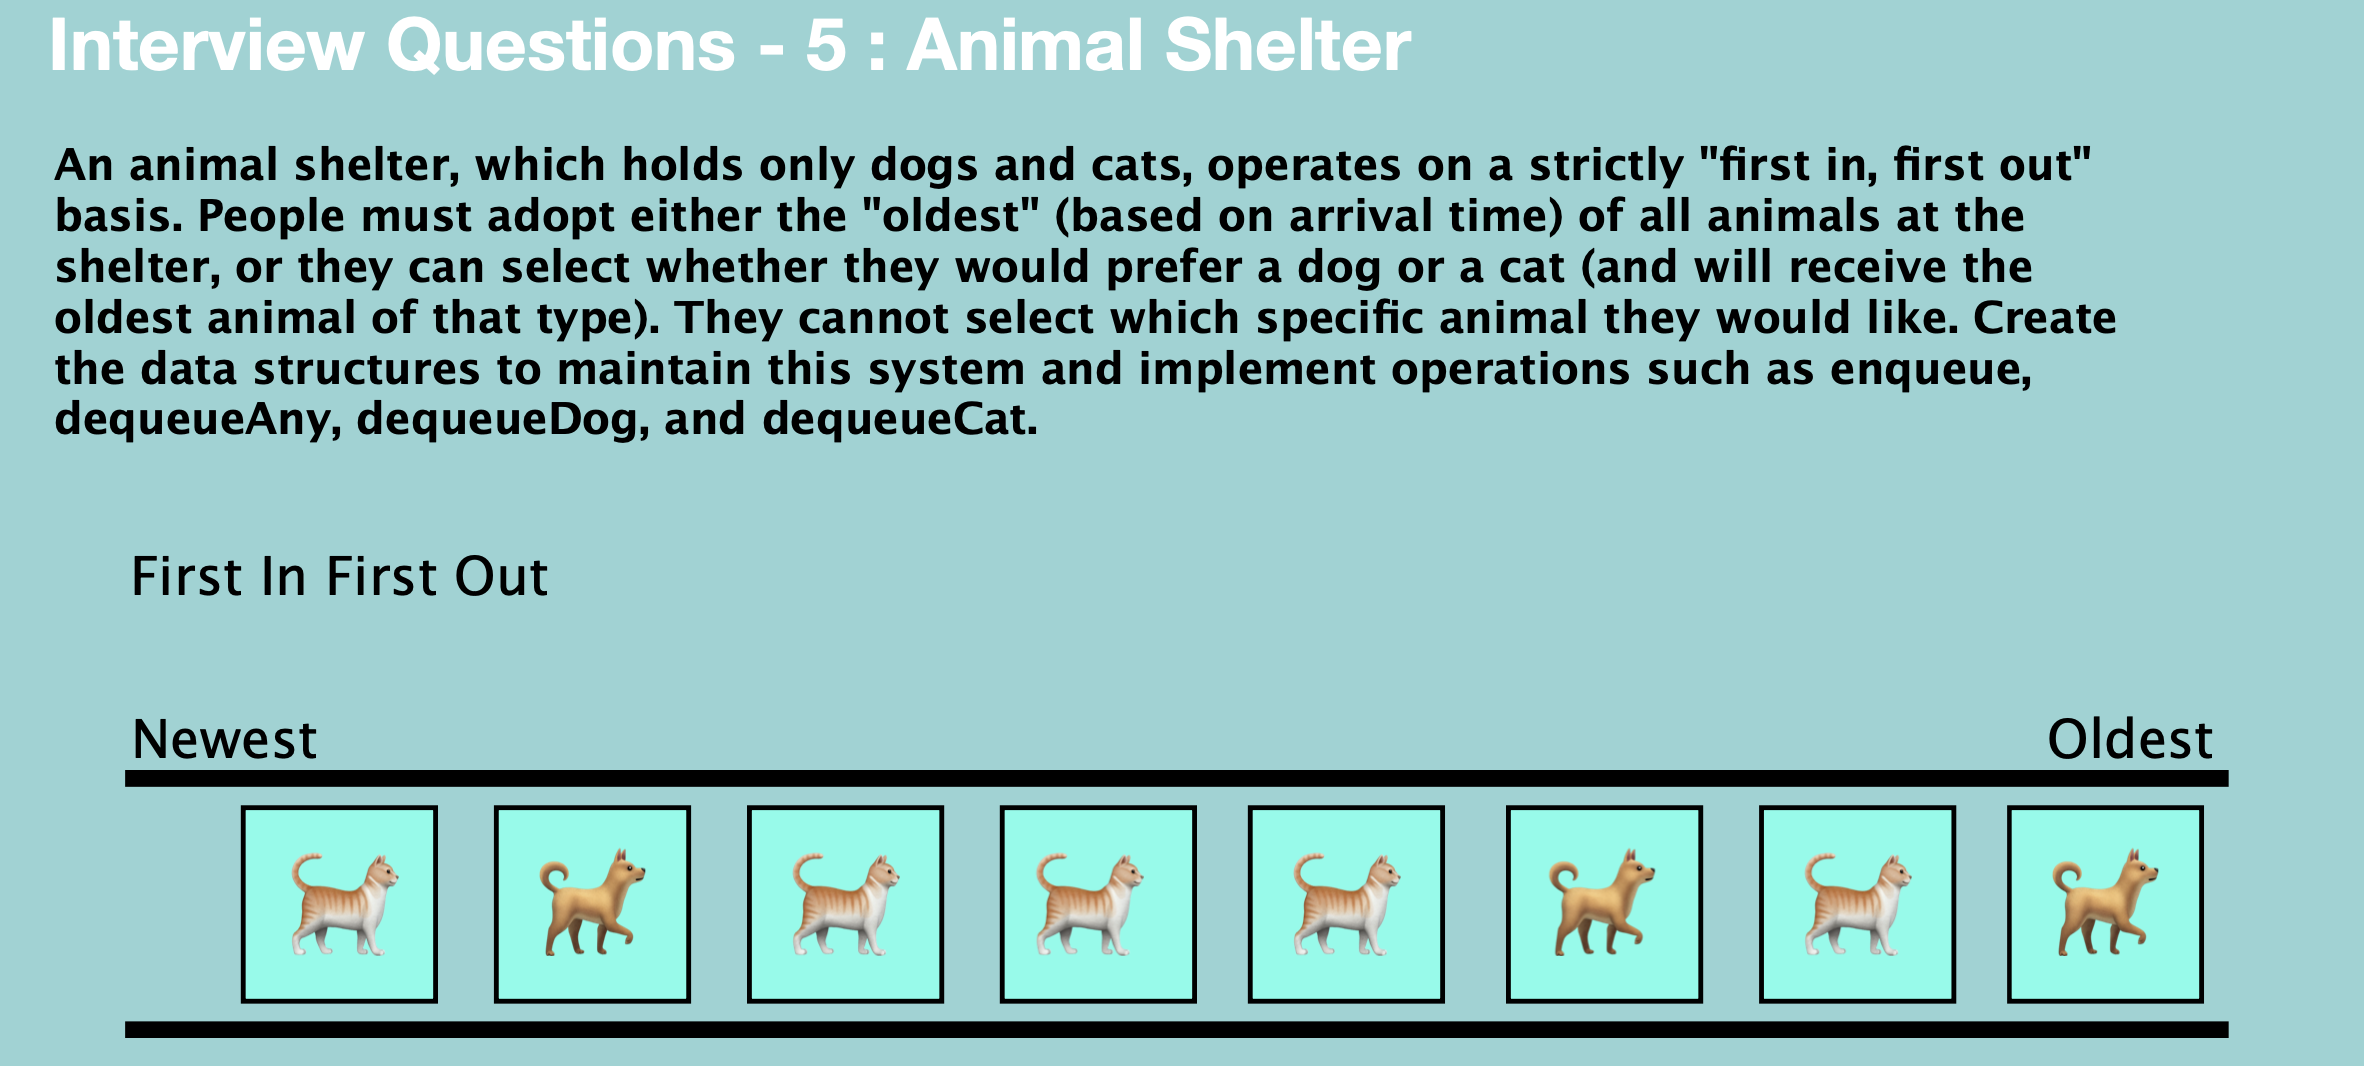 Interview Questions - 5 : Animal Shelter
An animal shelter, which holds only dogs and cats, operates on a strictly "first in, first out"
basis. People must adopt either the "oldest" (based on arrival time) of all animals at the
shelter, or they can select whether they would prefer a dog or a cat (and will receive the
oldest animal of that type). They cannot select which specific animal they would like. Create
the data structures to maintain this system and implement operations such as enqueue,
dequeueAny, dequeueDog, and dequeueCat.
First In First Out
Newest
Oldest